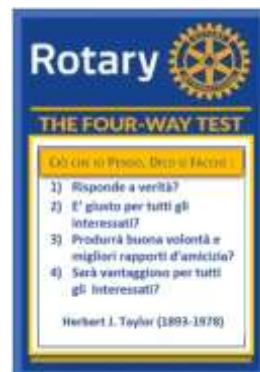 Rotary
THE FOUR-WAY TEST
Ciò che io Penso, Dico o Faccio :
1) Risponde a verità?
2) E' giusto per tutti gli
interessati?
3) Produrrà buona volontà e
migliori rapporti d'amicizia?
4) Sarà vantaggioso per tutti
gli Interessati?
Herbert J. Taylor (1893-1978)